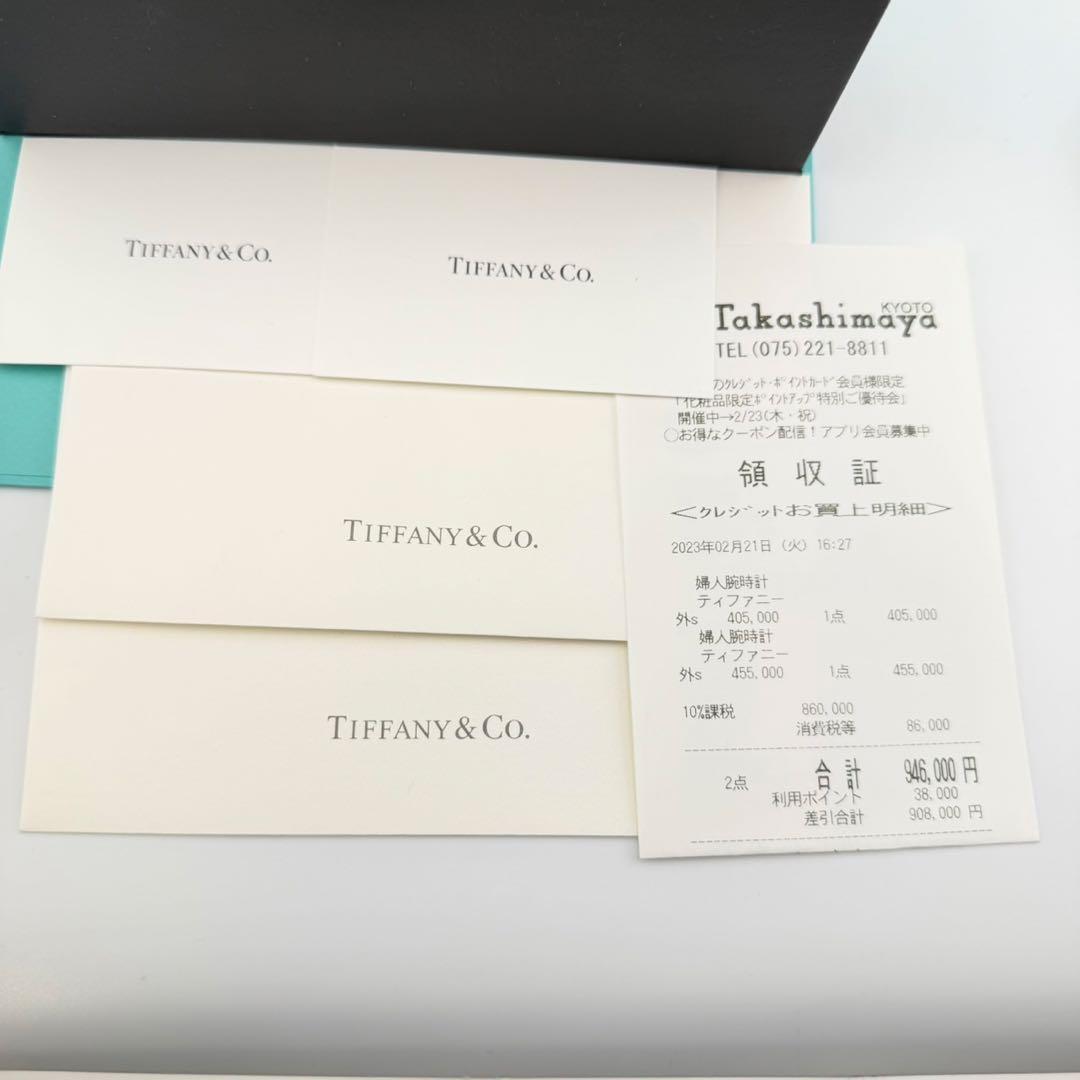 TIFFANY & CO.
TIFFANY & CO.
TIFFANY & CO.
TIFFANY & CO.
Takashimaya
KYOTO
TEL (075) 221-8811
のクレジット・ポイントカード会員様限定
「化粧品限定ポイントアップ特別ご優待会」
開催中→2/23(木・祝)
○お得なクーポン配信！アプリ会員募集中
領収証
<クレジットお買上明細>
2023年02月21日 (火) 16:27
婦人腕時計
ティファニー
外s 405,000 1点 405,000
婦人腕時計
ティファニー
外s 455,000 1点 455,000
10%課税 860,000
消費税等 86,000
2点 合計 946,000円
利用ポイント 38,000
差引合計 908,000円